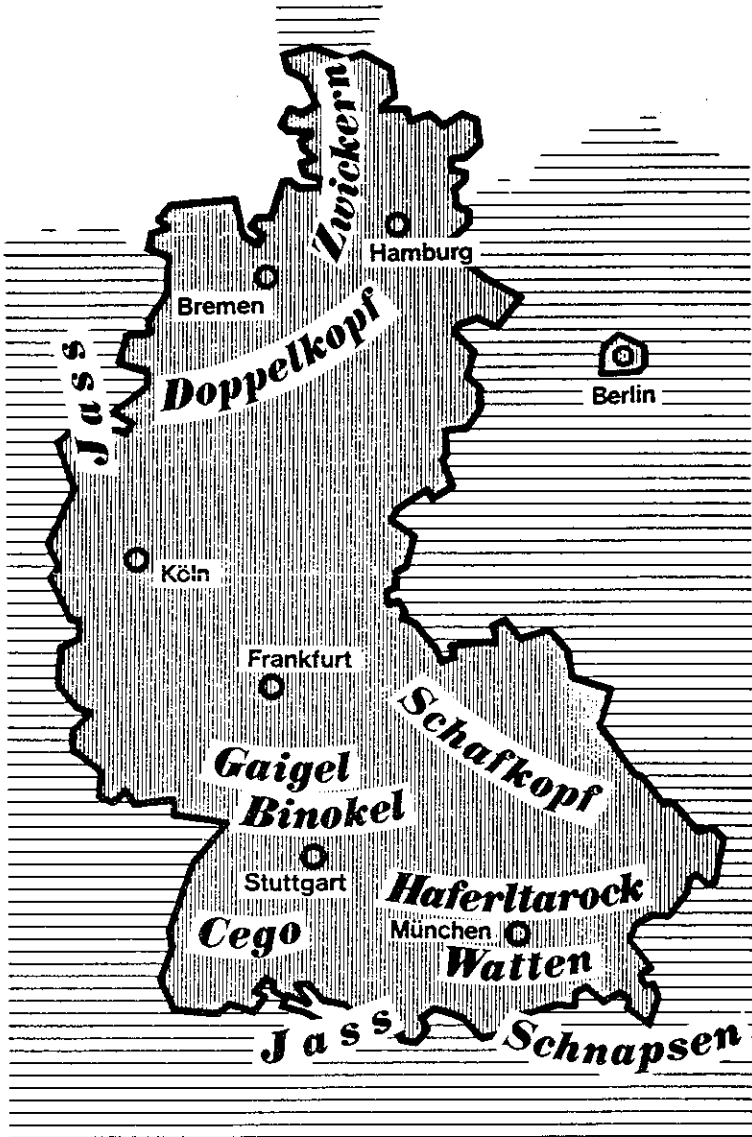 Zwickern
Hamburg
Bremen
Doppelkopf
Jass
Berlin
Köln
Frankfurt
Schafkopf
Gaigel
Binokel
Stuttgart
Haferltarock
Cego
München
Watten
Jass
Schnapsen